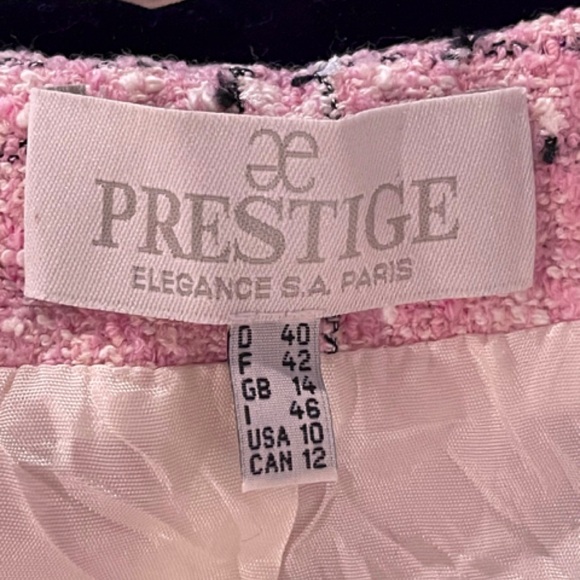 æ
PRESTIGE
ELEGANCE S.A. PARIS
D 40
F 42
GB 14
I 46
USA 10
CAN 12